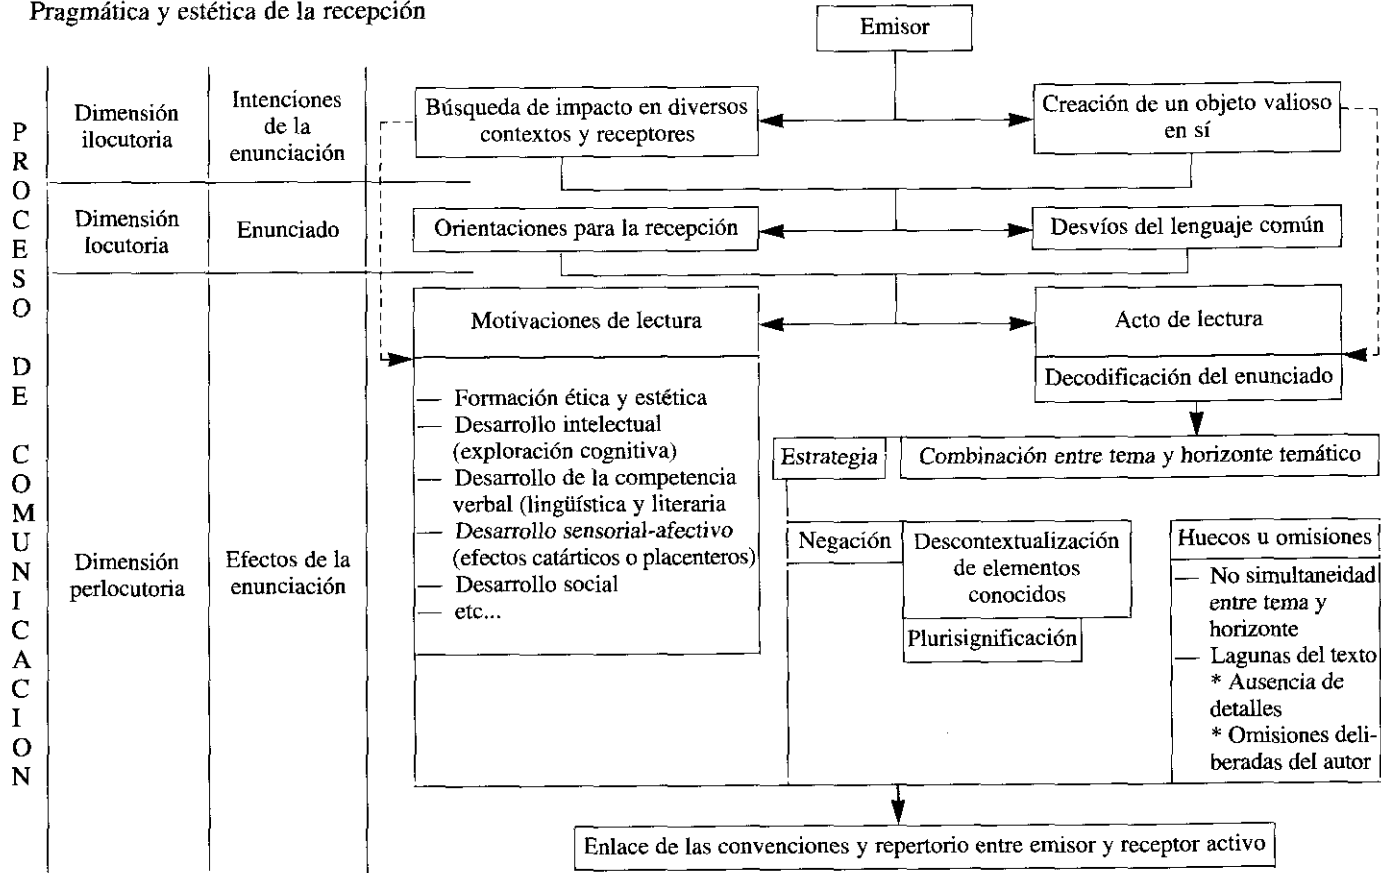 Pragmática y estética de la recepción
Emisor
PROCESO DE COMUNICACION
Dimensión
ilocutoria
Intenciones
de la
enunciación
Búsqueda de impacto en diversos
contextos y receptores
Creación de un objeto valioso
en sí
Dimensión
locutoria
Enunciado
Orientaciones para la recepción
Desvíos del lenguaje común
Dimensión
perlocutoria
Efectos de la
enunciación
Motivaciones de lectura
— Formación ética y estética
— Desarrollo intelectual
(exploración cognitiva)
— Desarrollo de la competencia
verbal (lingüística y literaria
— Desarrollo sensorial-afectivo
(efectos catárticos o placenteros)
— Desarrollo social
— etc...
Acto de lectura
Decodificación del enunciado
Estrategia
Combinación entre tema y horizonte temático
Negación
Descontextualización
de elementos
conocidos
Plurisignificación
Huecos u omisiones
— No simultaneidad
entre tema y
horizonte
— Lagunas del texto
* Ausencia de
detalles
* Omisiones deli-
beradas del autor
Enlace de las convenciones y repertorio entre emisor y receptor activo